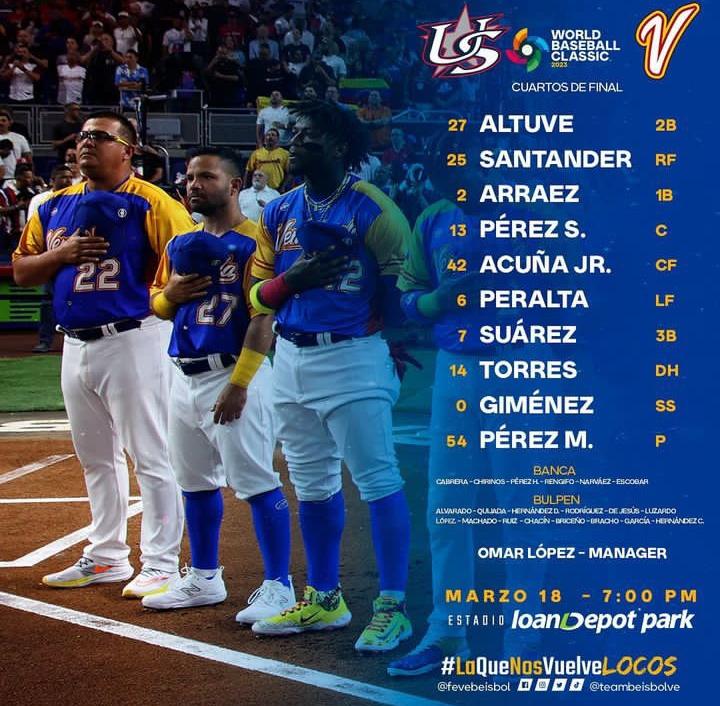 US
WORLD
BASEBALL
CLASSIC
2023
V
CUARTOS DE FINAL
27 ALTUVE 2B
25 SANTANDER RF
2 ARRAEZ 1B
13 PÉREZ S. C
42 ACUÑA JR. CF
6 PERALTA LF
7 SUÁREZ 3B
14 TORRES DH
0 GIMÉNEZ SS
54 PÉREZ M. P
BANCA
CABRERA - CHIRINOS - PÉREZ H. - RENGIFO - NARVÁEZ - ESCOBAR
BULPEN
ALVARADO - QUIJADA - HERNÁNDEZ D. - RODRÍGUEZ - DE JESÚS - LUZARDO
LÓPEZ. - MACHADO - RUIZ - CHACÍN - BRICEÑO - BRACHO - GARCÍA - HERNÁNDEZ C.
OMAR LÓPEZ - MANAGER
MARZO 18 - 7:00 PM
ESTADIO loanDepot park
#LaQueNosVuelveLOCOS
@fevebeisbol @teambeisbolve
22
27